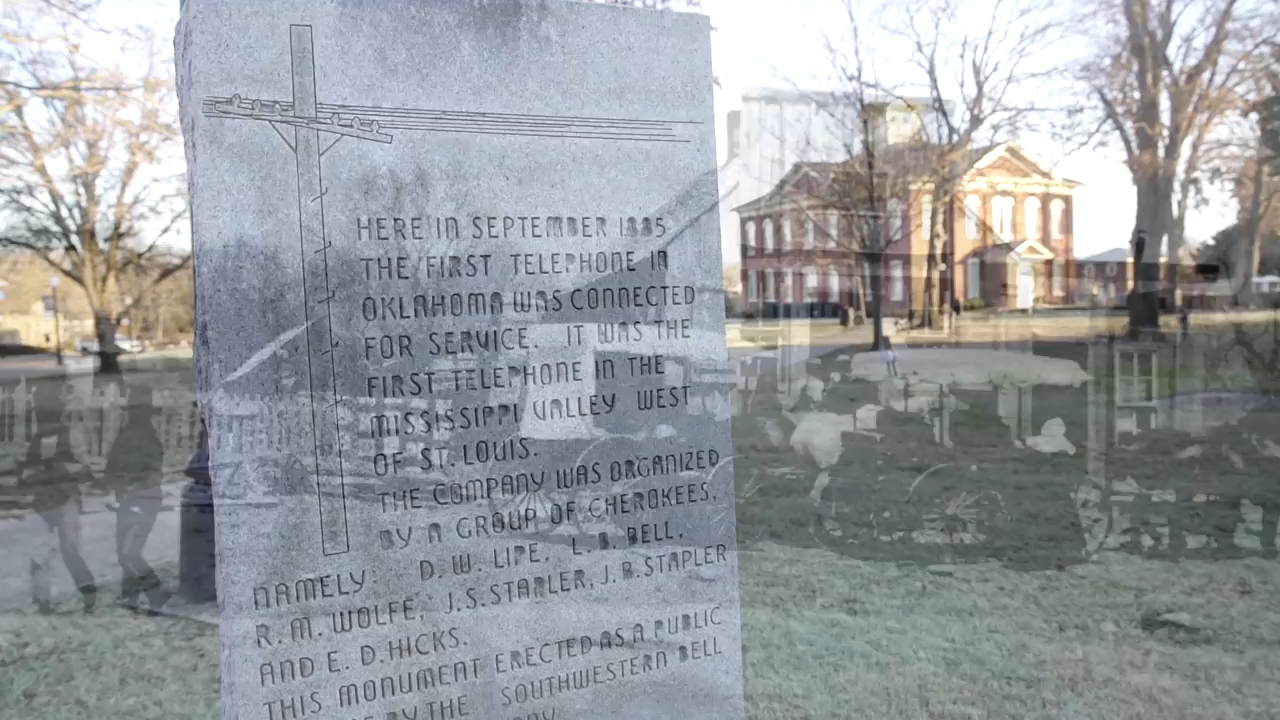 HERE IN SEPTEMBER 1885
THE FIRST TELEPHONE IN
OKLAHOMA WAS CONNECTED
FOR SERVICE. IT WAS THE
FIRST TELEPHONE IN THE
MISSISSIPPI VALLEY WEST
OF ST. LOUIS.
THE COMPANY WAS ORGANIZED
BY A GROUP OF CHEROKEES,
NAMELY: D. W. LIPE, L. B. BELL,
R. M. WOLFE, J. S. STAPLER, J. B. STAPLER
AND E. D. HICKS.
THIS MONUMENT ERECTED AS A PUBLIC
BY THE SOUTHWESTERN BELL